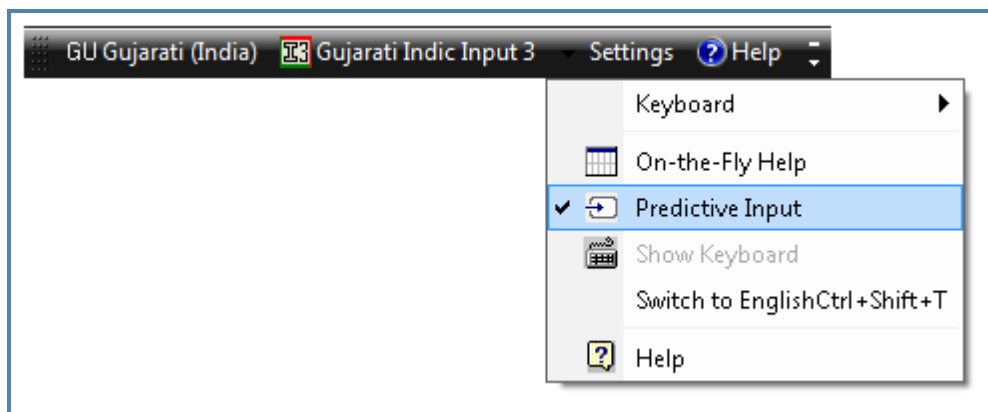 GU Gujarati (India) I3 Gujarati Indic Input 3 Settings ? Help
Keyboard
On-the-Fly Help
Predictive Input
Show Keyboard
Switch to EnglishCtrl+Shift+T
? Help